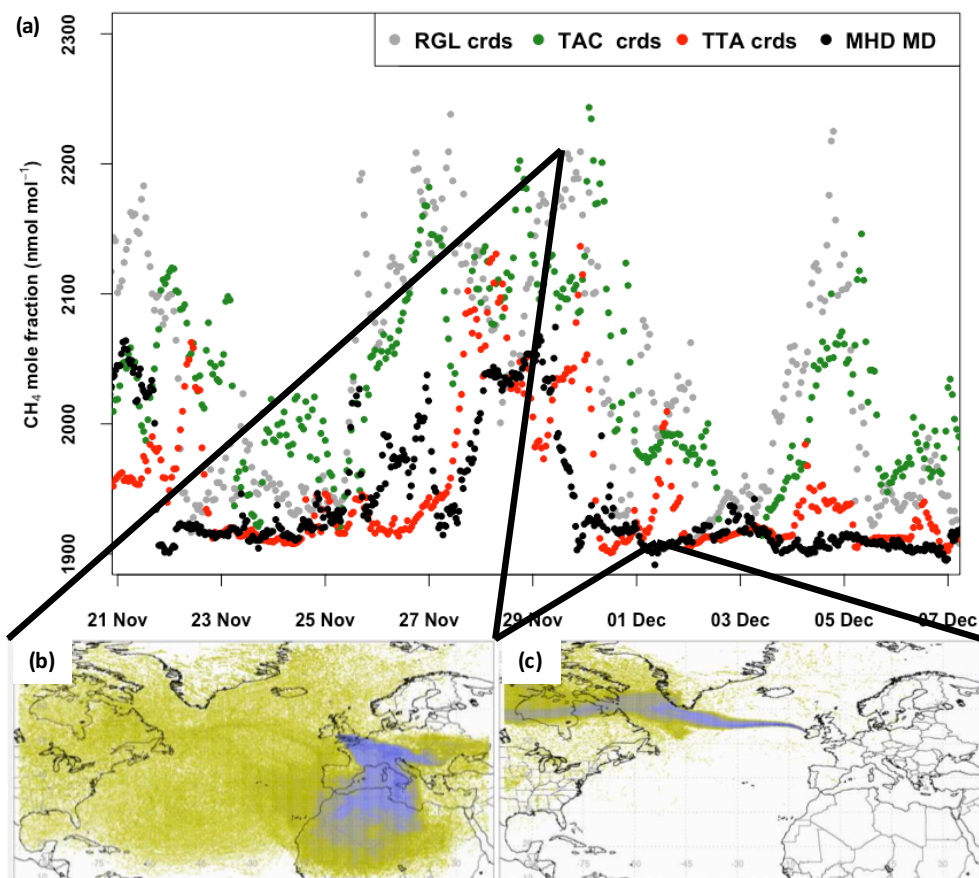 (a)
RGL crds TAC crds TTA crds MHD MD
CH₄ mole fraction (nmol mol⁻¹)
2300
2200
2100
2000
1900
21 Nov 23 Nov 25 Nov 27 Nov 29 Nov 01 Dec 03 Dec 05 Dec 07 Dec
(b) (c)